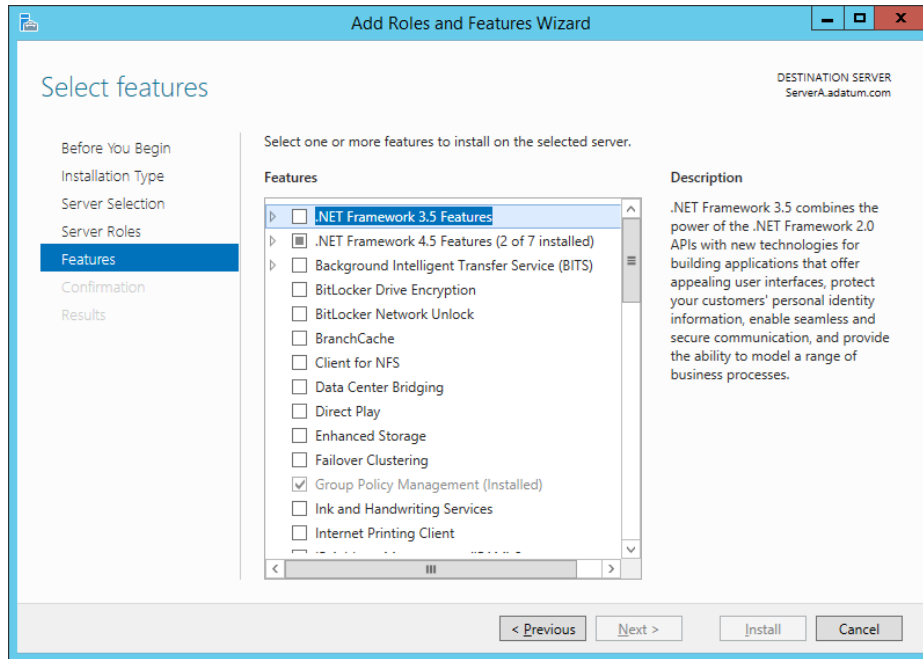 Add Roles and Features Wizard
Select features
DESTINATION SERVER
ServerA.adatum.com
Before You Begin
Installation Type
Server Selection
Server Roles
Features
Confirmation
Results
Select one or more features to install on the selected server.
Features
.NET Framework 3.5 Features
.NET Framework 4.5 Features (2 of 7 installed)
Background Intelligent Transfer Service (BITS)
BitLocker Drive Encryption
BitLocker Network Unlock
BranchCache
Client for NFS
Data Center Bridging
Direct Play
Enhanced Storage
Failover Clustering
Group Policy Management (Installed)
Ink and Handwriting Services
Internet Printing Client
Description
.NET Framework 3.5 combines the
power of the .NET Framework 2.0
APIs with new technologies for
building applications that offer
appealing user interfaces, protect
your customers' personal identity
information, enable seamless and
secure communication, and provide
the ability to model a range of
business processes.
< Previous
Next >
Install
Cancel